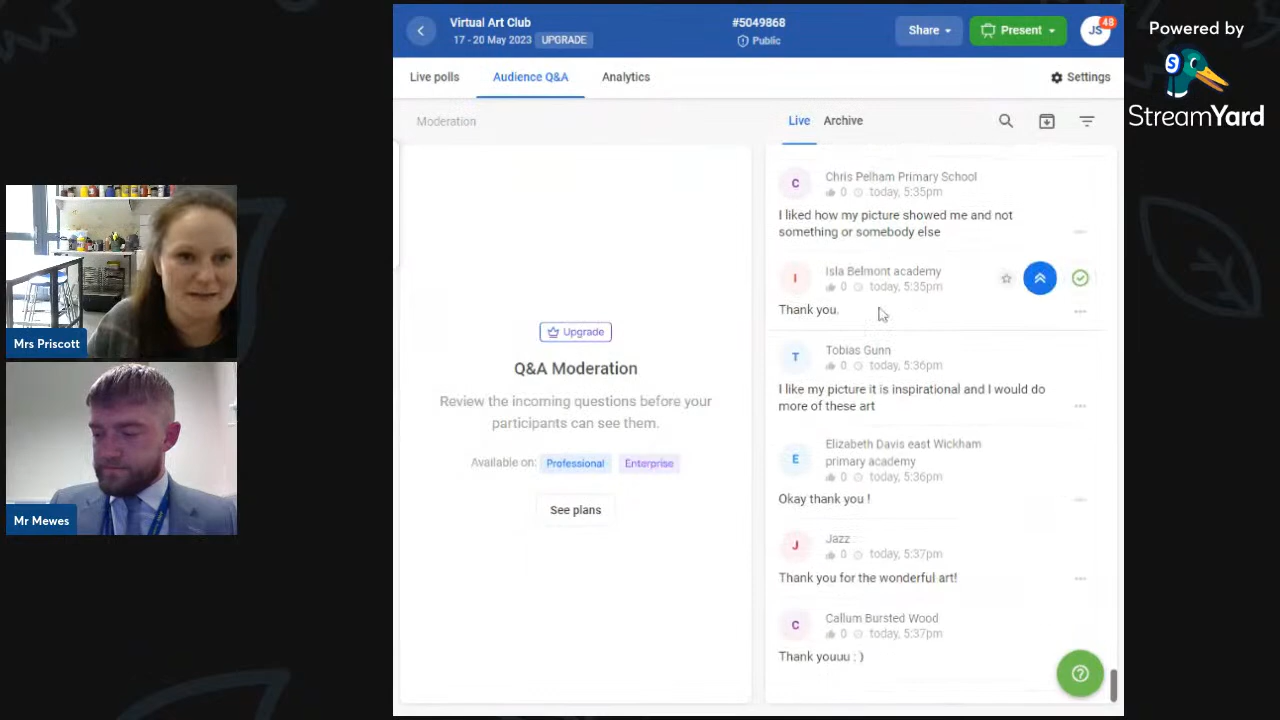 Virtual Art Club
17 - 20 May 2023 UPGRADE
#5049868
Public
Share
Present
JS
48
Powered by
S
StreamYard
Live polls
Audience Q&A
Analytics
Settings
Moderation
Live
Archive
C
Chris Pelham Primary School
0 today, 5:35pm
I liked how my picture showed me and not
something or somebody else
I
Isla Belmont academy
0 today, 5:35pm
Thank you.
T
Tobias Gunn
0 today, 5:36pm
I like my picture it is inspirational and I would do
more of these art
E
Elizabeth Davis east Wickham
primary academy
0 today, 5:36pm
Okay thank you !
J
Jazz
0 today, 5:37pm
Thank you for the wonderful art!
C
Callum Bursted Wood
0 today, 5:37pm
Thank youuu : )
Upgrade
Q&A Moderation
Review the incoming questions before your
participants can see them.
Available on: Professional Enterprise
See plans
Mrs Priscott
Mr Mewes